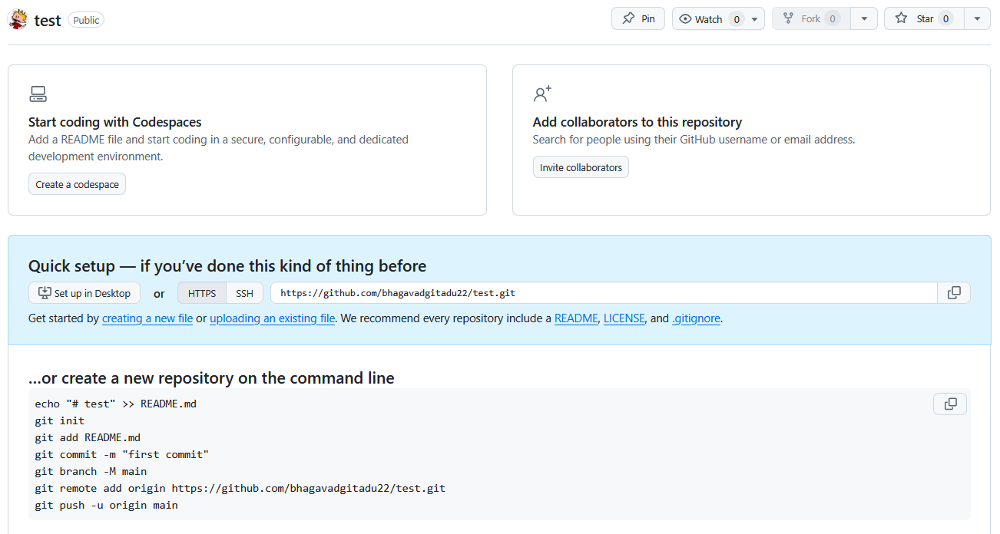 test Public Pin Watch 0 Fork 0 Star 0
Start coding with Codespaces
Add a README file and start coding in a secure, configurable, and dedicated
development environment.
Create a codespace
Add collaborators to this repository
Search for people using their GitHub username or email address.
Invite collaborators
Quick setup — if you’ve done this kind of thing before
Set up in Desktop or HTTPS SSH https://github.com/bhagavadgitadu22/test.git
Get started by creating a new file or uploading an existing file. We recommend every repository include a README, LICENSE, and .gitignore.
…or create a new repository on the command line
echo "# test" >> README.md
git init
git add README.md
git commit -m "first commit"
git branch -M main
git remote add origin https://github.com/bhagavadgitadu22/test.git
git push -u origin main